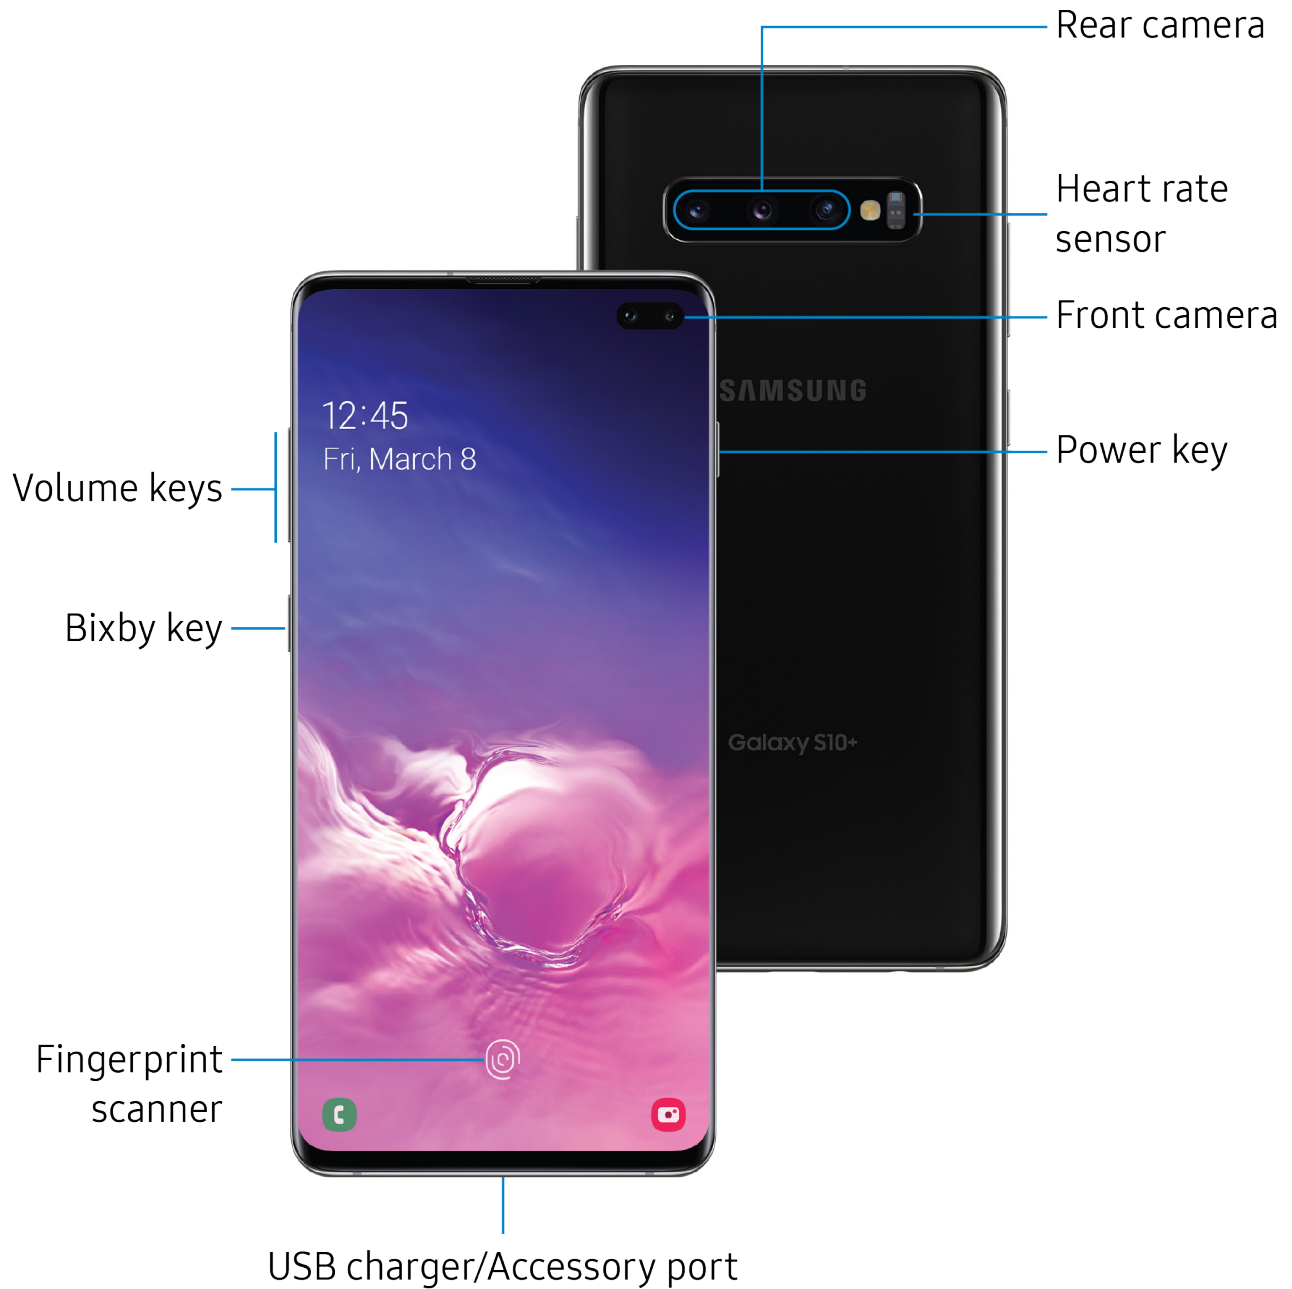 Rear camera
Heart rate
sensor
Front camera
SAMSUNG
12:45
Fri, March 8
Power key
Volume keys
Bixby key
Galaxy S10+
Fingerprint
scanner
USB charger/Accessory port